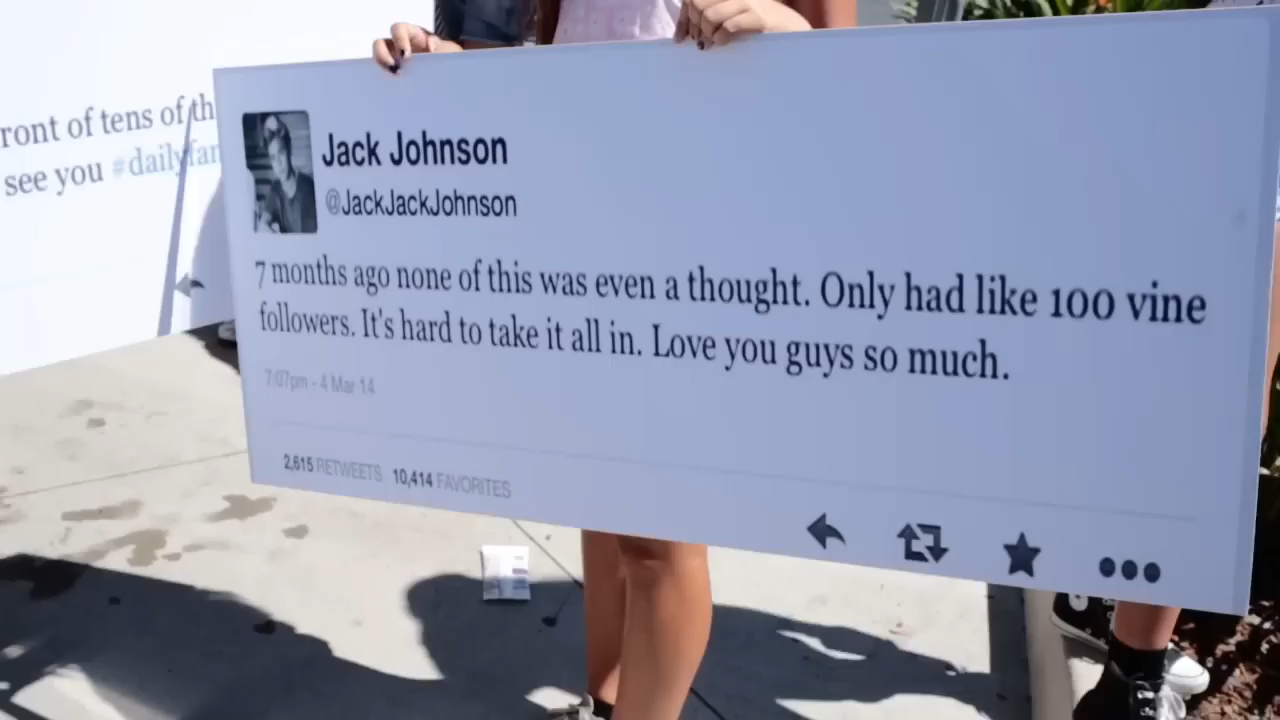 ront of tens of th
see you #dailyfan
Jack Johnson
@JackJackJohnson
7 months ago none of this was even a thought. Only had like 100 vine
followers. It's hard to take it all in. Love you guys so much.
7:07pm - 4 Mar 14
2,615 RETWEETS 10,414 FAVORITES